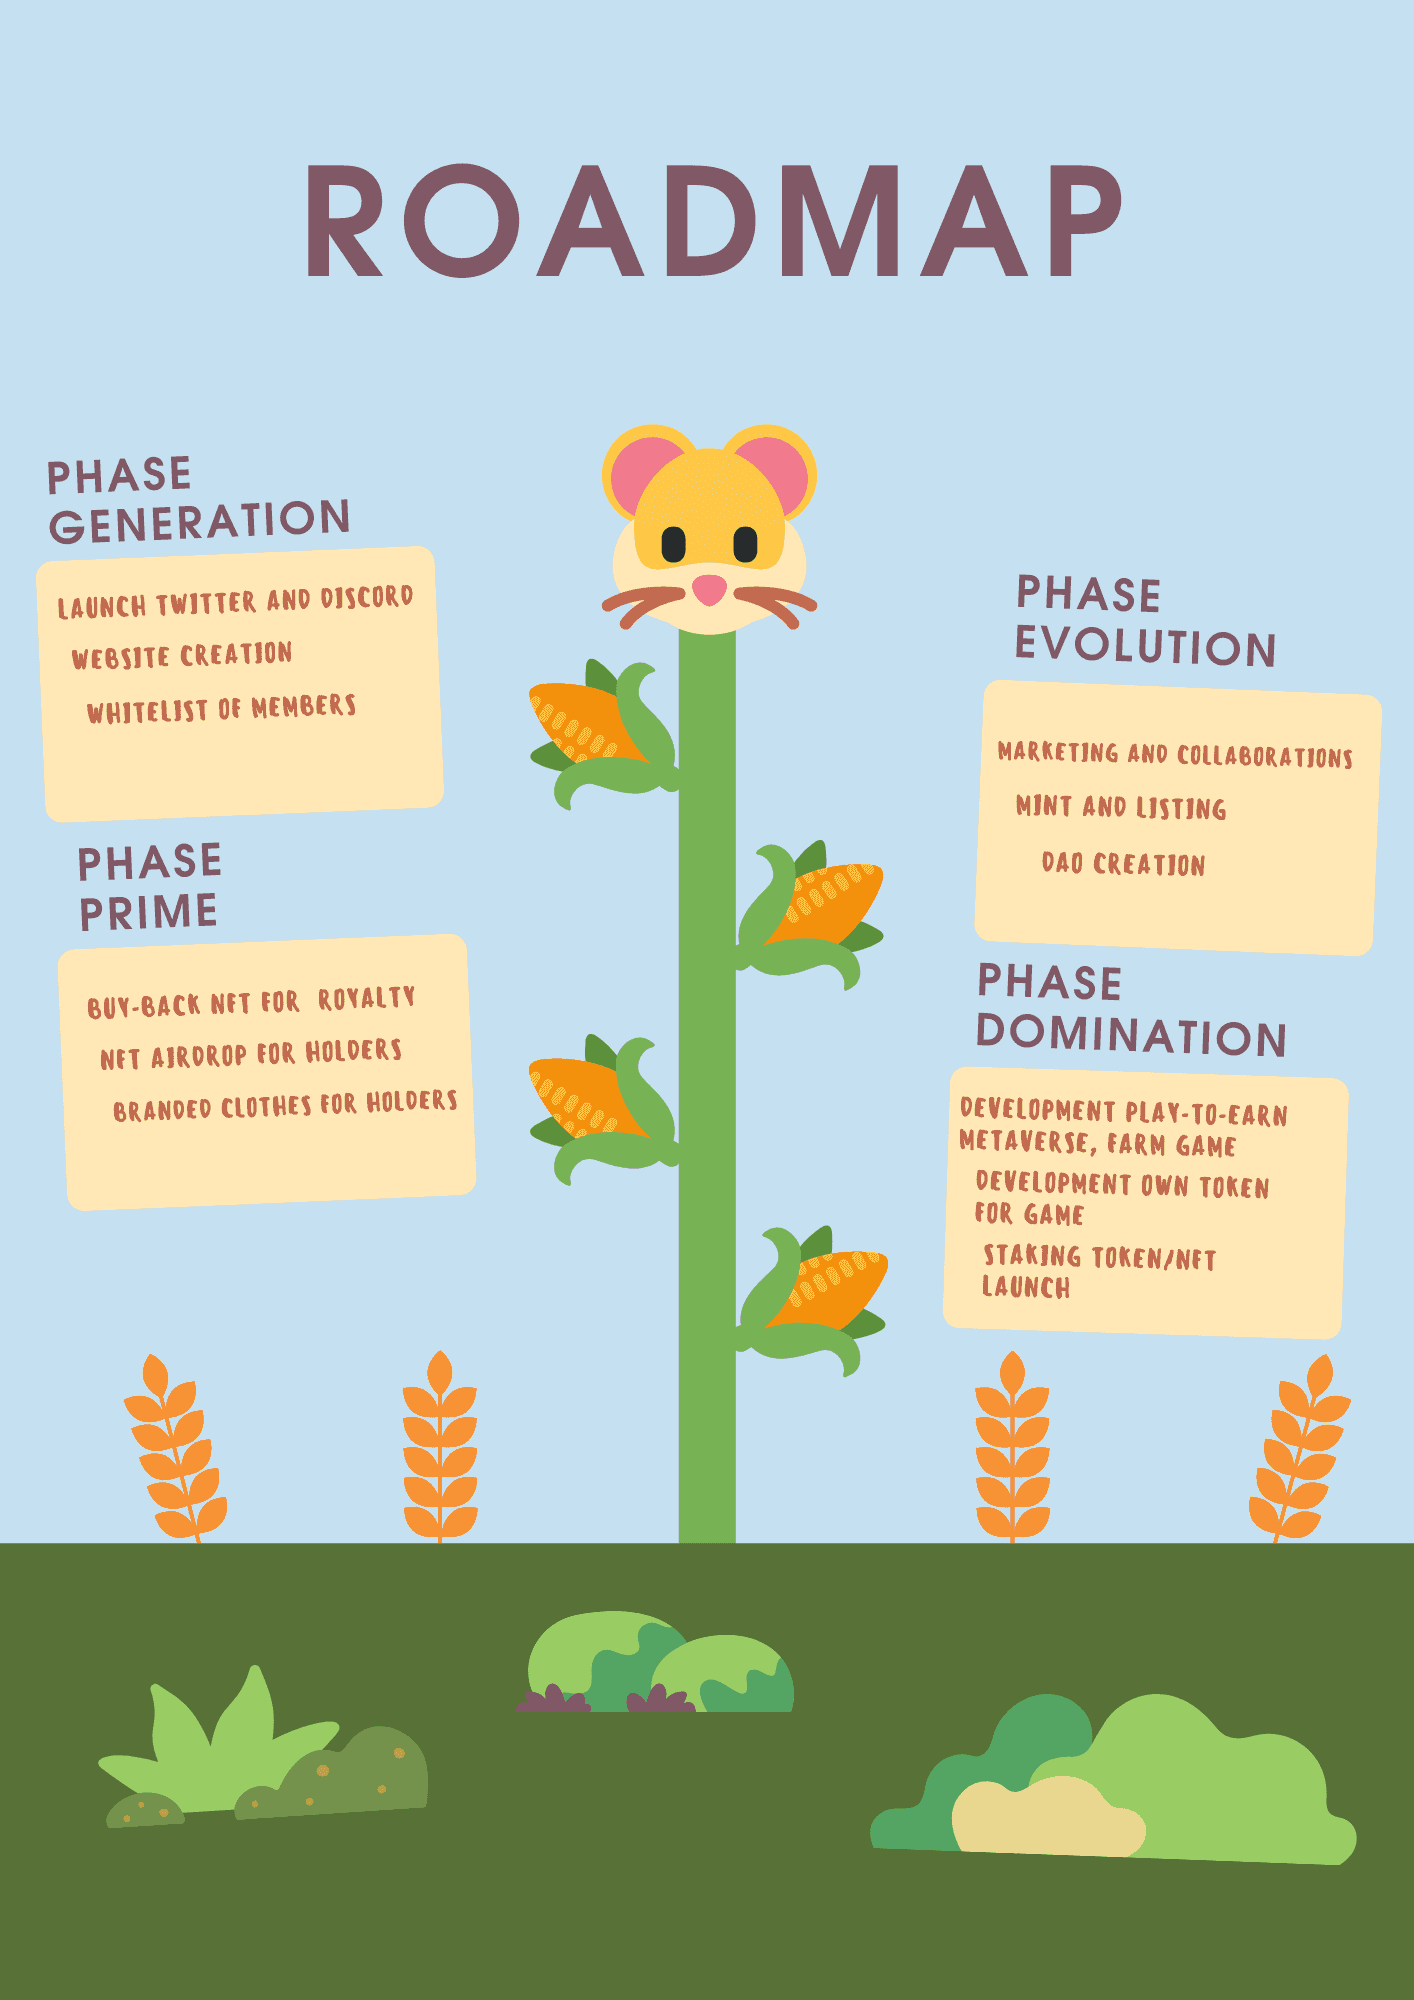 ROADMAP
PHASE
GENERATION
LAUNCH TWITTER AND DISCORD
WEBSITE CREATION
WHITELIST OF MEMBERS
PHASE
EVOLUTION
MARKETING AND COLLABORATIONS
MINT AND LISTING
DAO CREATION
PHASE
PRIME
BUY-BACK NFT FOR ROYALTY
NFT AIRDROP FOR HOLDERS
BRANDED CLOTHES FOR HOLDERS
PHASE
DOMINATION
DEVELOPMENT PLAY-TO-EARN
METAVERSE, FARM GAME
DEVELOPMENT OWN TOKEN
FOR GAME
STAKING TOKEN/NFT
LAUNCH